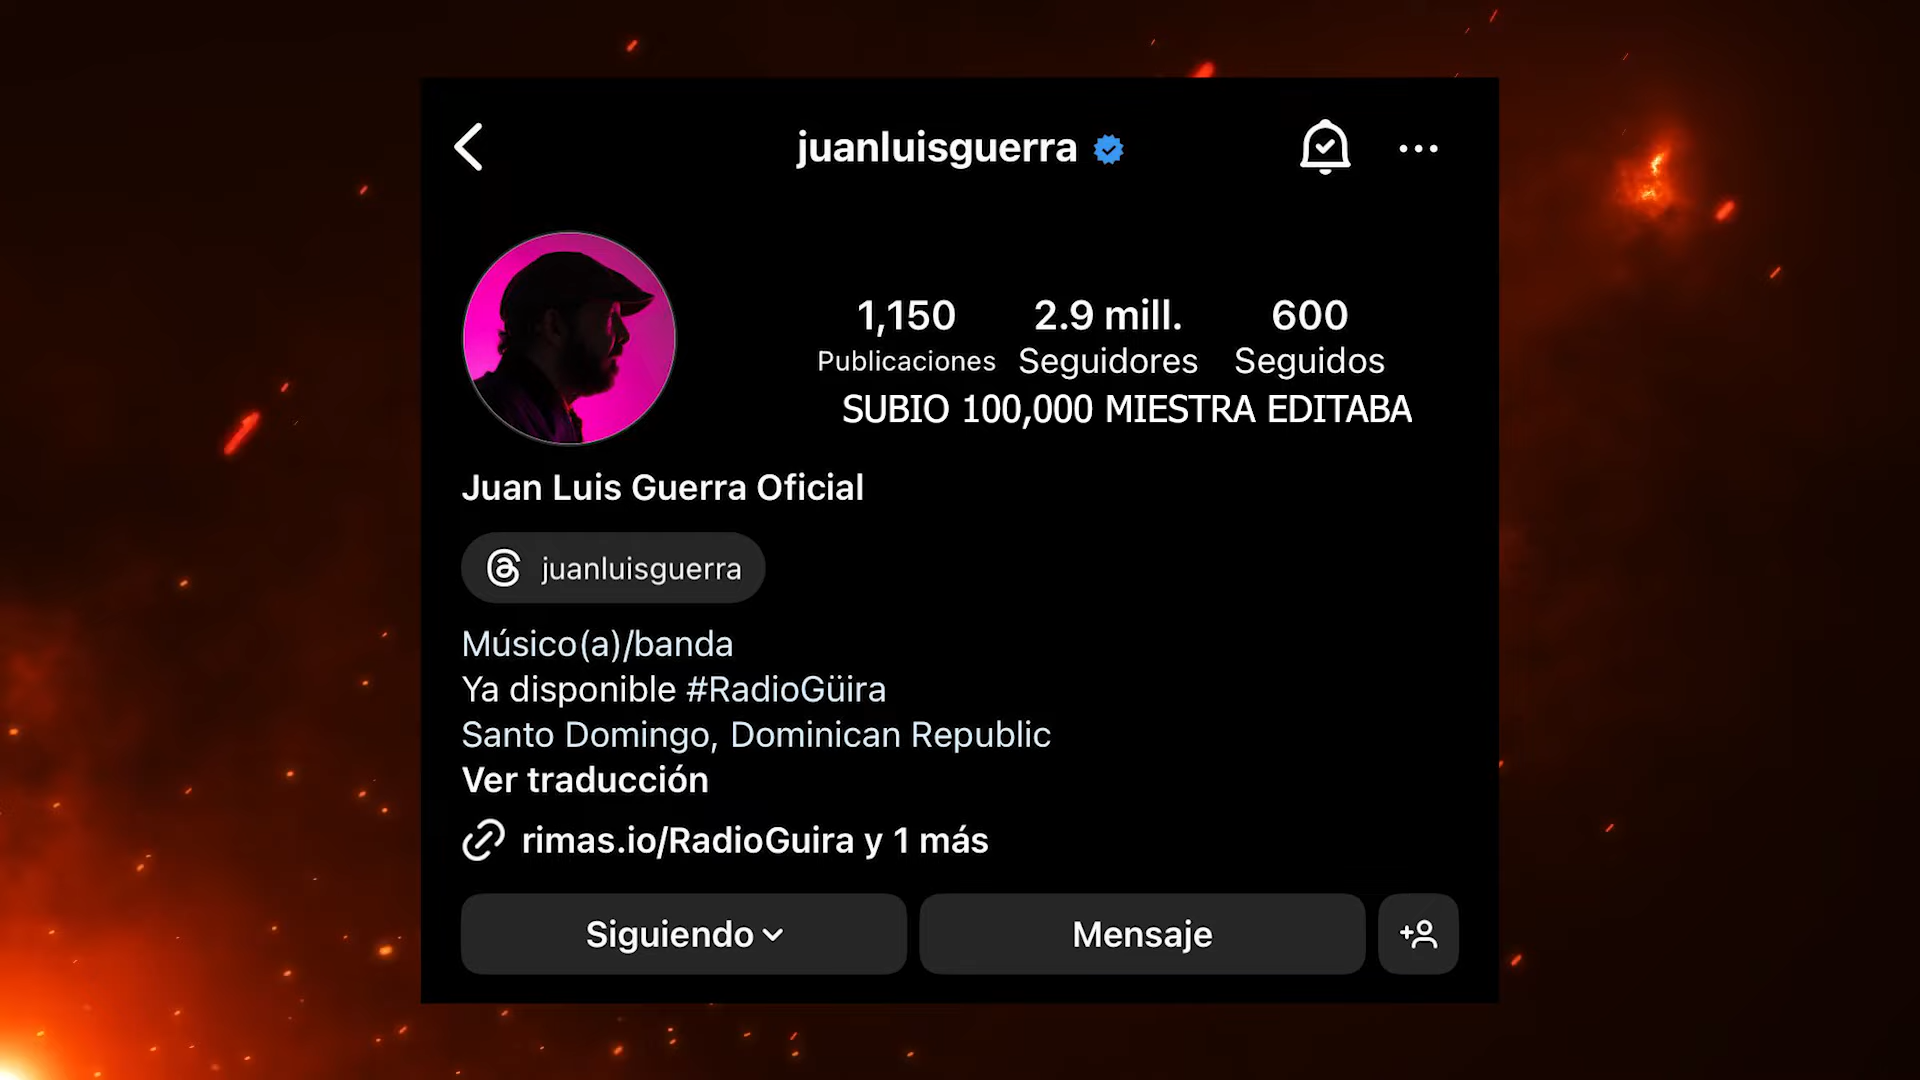 juanluisguerra
1,150 2.9 mill. 600
Publicaciones Seguidores Seguidos
SUBIO 100,000 MIESTRA EDITABA
Juan Luis Guerra Oficial
juanluisguerra
Músico(a)/banda
Ya disponible #RadioGüira
Santo Domingo, Dominican Republic
Ver traducción
rimas.io/RadioGuira y 1 más
Siguiendo Mensaje